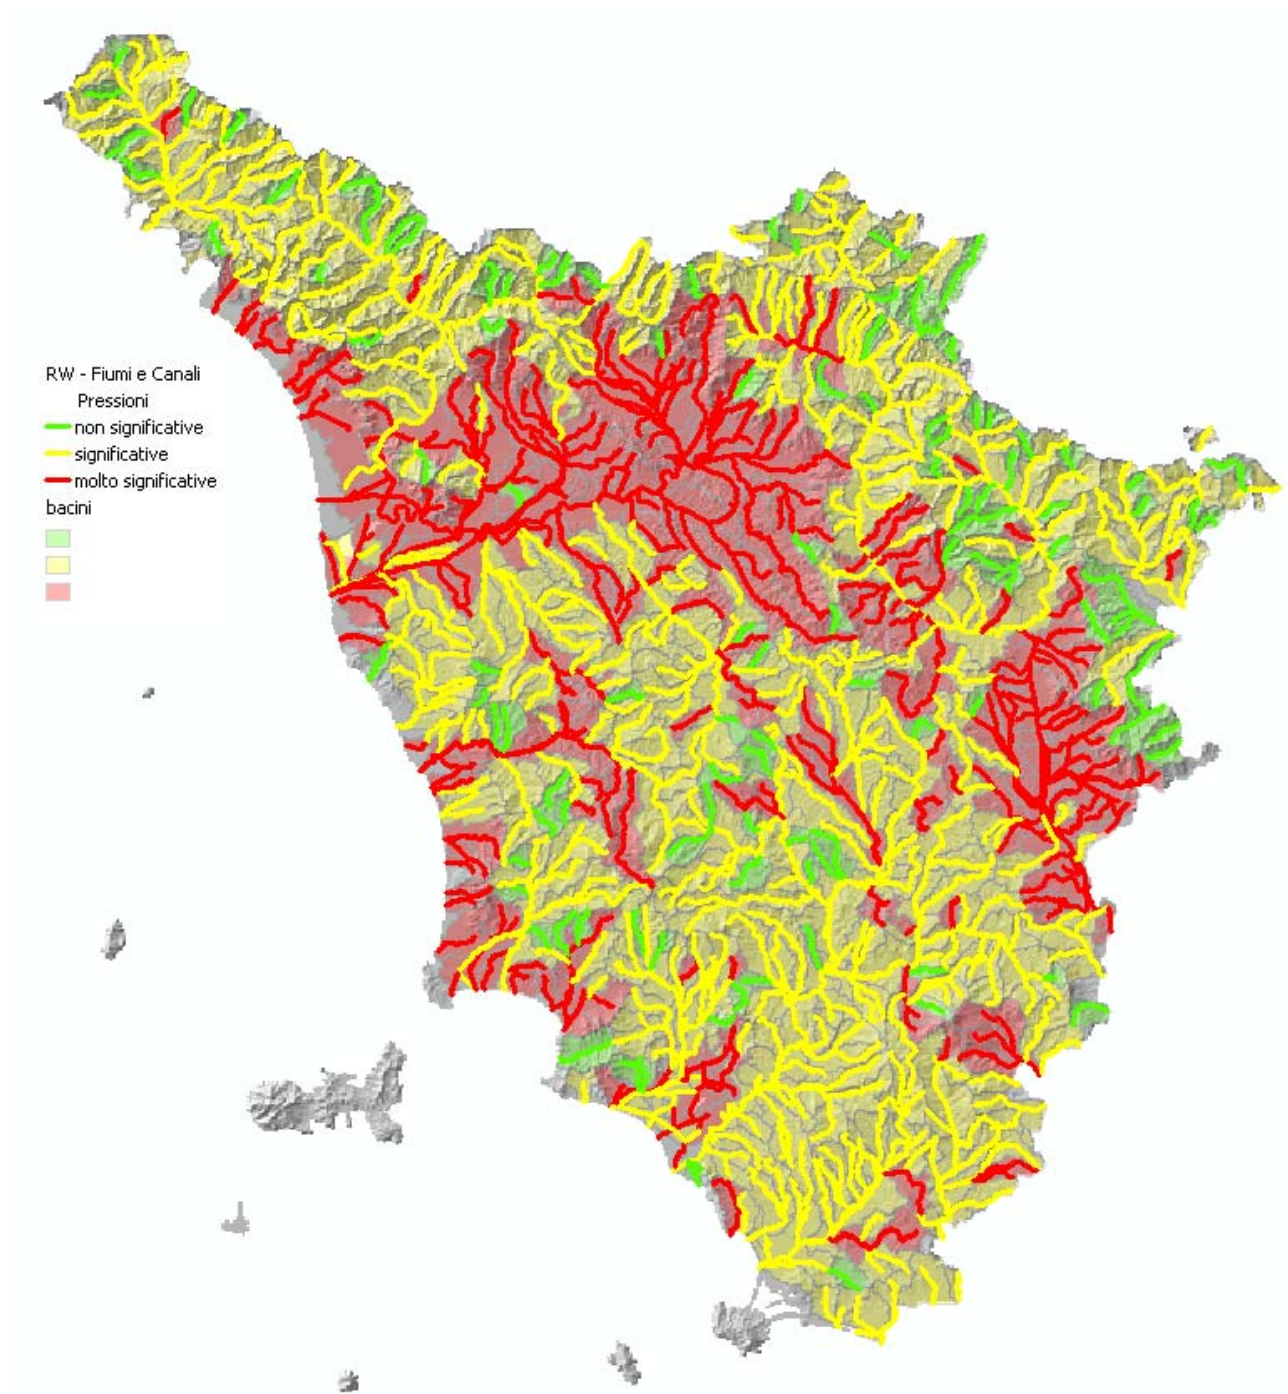 RW - Fiumi e Canali
Pressioni
non significative
significative
molto significative
bacini